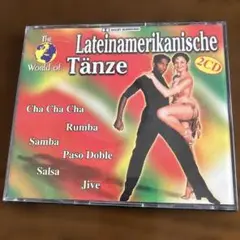 The
World of
Lateinamerikanische
Tänze
2CD
Cha Cha Cha
Rumba
Samba
Paso Doble
Salsa
Jive